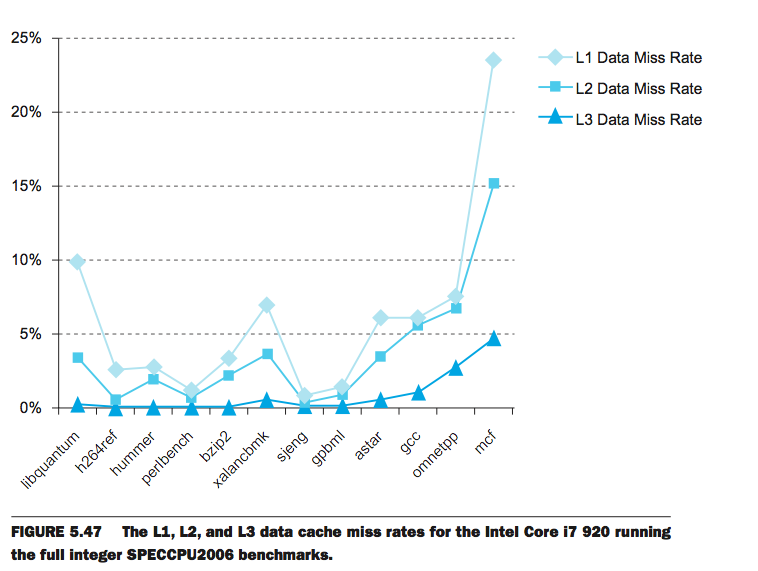 25%
20%
15%
10%
5%
0%
L1 Data Miss Rate
L2 Data Miss Rate
L3 Data Miss Rate
libquantum
h264ref
hummer
perlbench
bzip2
xalancbmk
sjeng
gpbml
astar
gcc
omnetpp
mcf
FIGURE 5.47 The L1, L2, and L3 data cache miss rates for the Intel Core i7 920 running
the full integer SPECCPU2006 benchmarks.